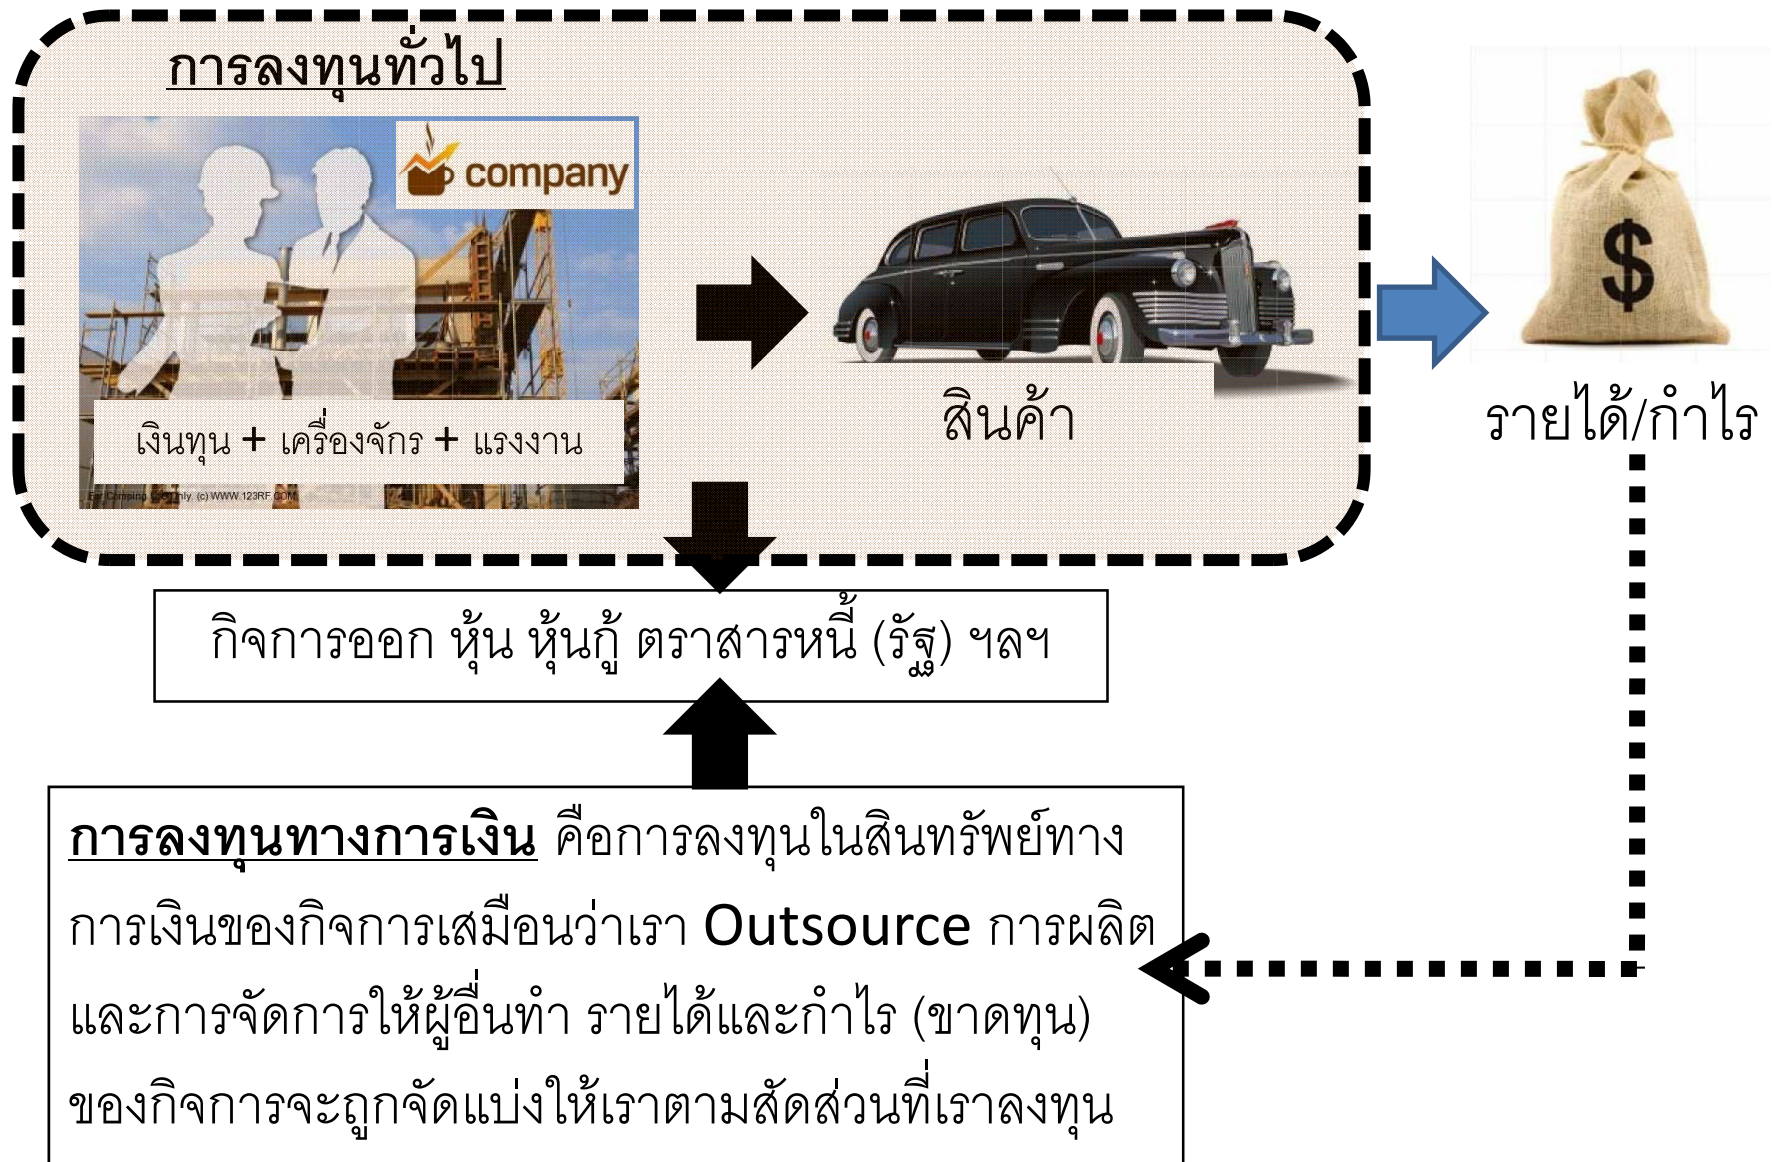 การลงทุนทั่วไป
company
$
เงินทุน + เครื่องจักร + แรงงาน
สินค้า
รายได้/กำไร
(c) WWW.123RF.COM
กิจการออก หุ้น หุ้นกู้ ตราสารหนี้ (รัฐ) ฯลฯ
การลงทุนทางการเงิน คือการลงทุนในสินทรัพย์ทาง
การเงินของกิจการเสมือนว่าเรา Outsource การผลิต
และการจัดการให้ผู้อื่นทำ รายได้และกำไร (ขาดทุน)
ของกิจการจะถูกจัดแบ่งให้เราตามสัดส่วนที่เราลงทุน